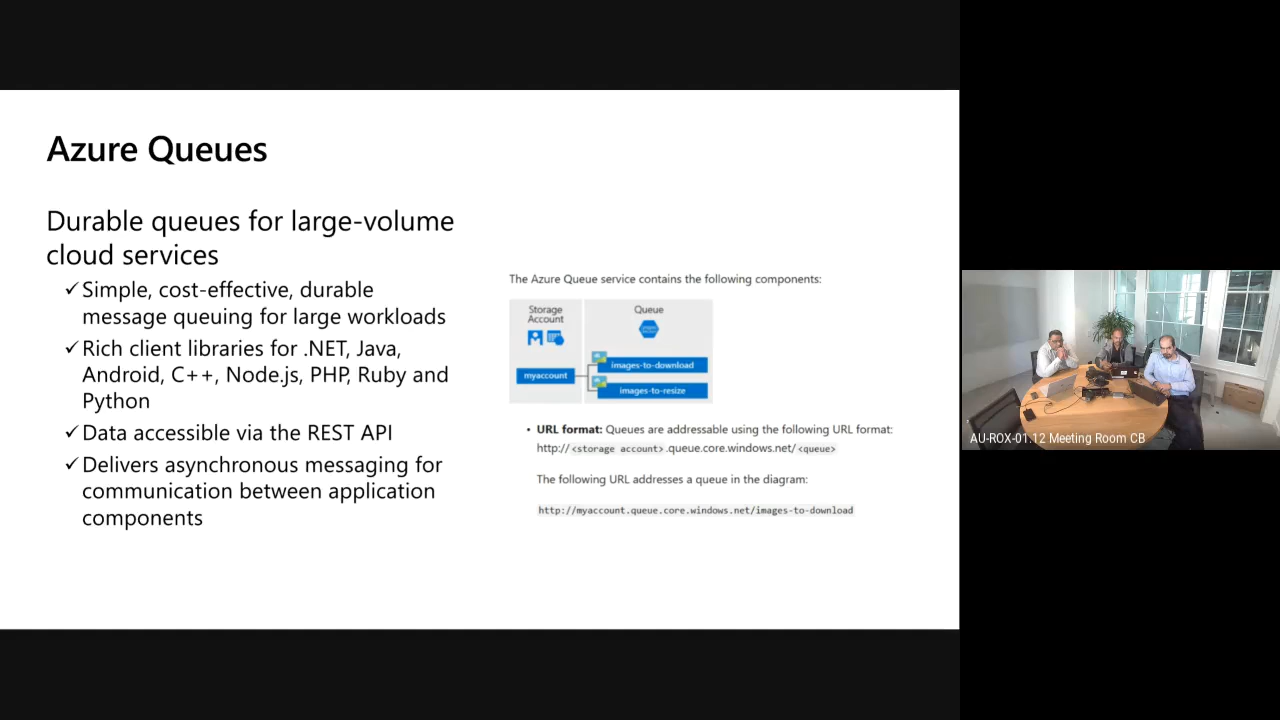 Azure Queues
Durable queues for large-volume
cloud services
✓Simple, cost-effective, durable
message queuing for large workloads
✓Rich client libraries for .NET, Java,
Android, C++, Node.js, PHP, Ruby and
Python
✓Data accessible via the REST API
✓Delivers asynchronous messaging for
communication between application
components
The Azure Queue service contains the following components:
Storage
Account
Queue
myaccount
images-to-download
images-to-resize
• URL format: Queues are addressable using the following URL format:
http://<storage account>.queue.core.windows.net/<queue>
The following URL addresses a queue in the diagram:
http://myaccount.queue.core.windows.net/images-to-download
AU-ROX-01.12 Meeting Room CB